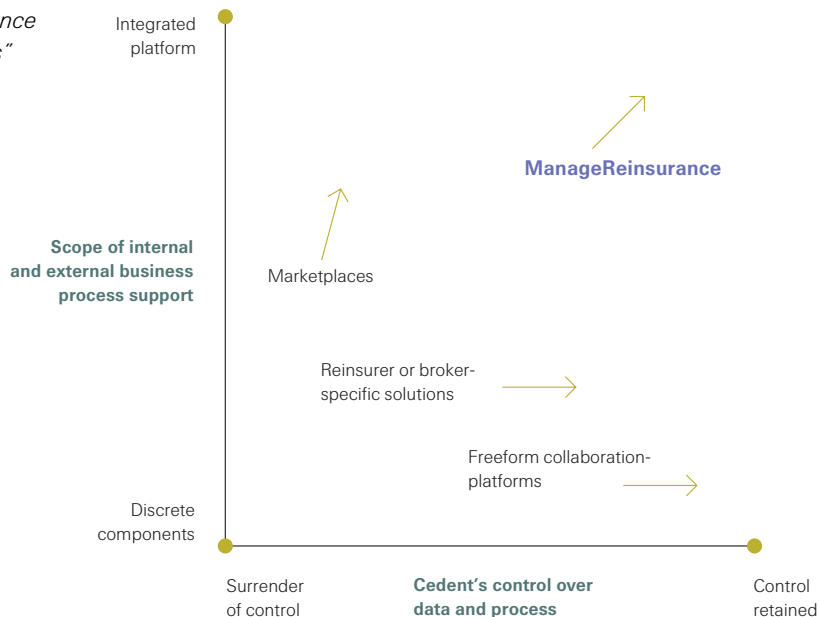 Integrated
platform
ManageReinsurance
Scope of internal
and external business
process support
Marketplaces
Reinsurer or broker-
specific solutions
Freeform collaboration-
platforms
Discrete
components
Surrender
of control
Cedent’s control over
data and process
Control
retained